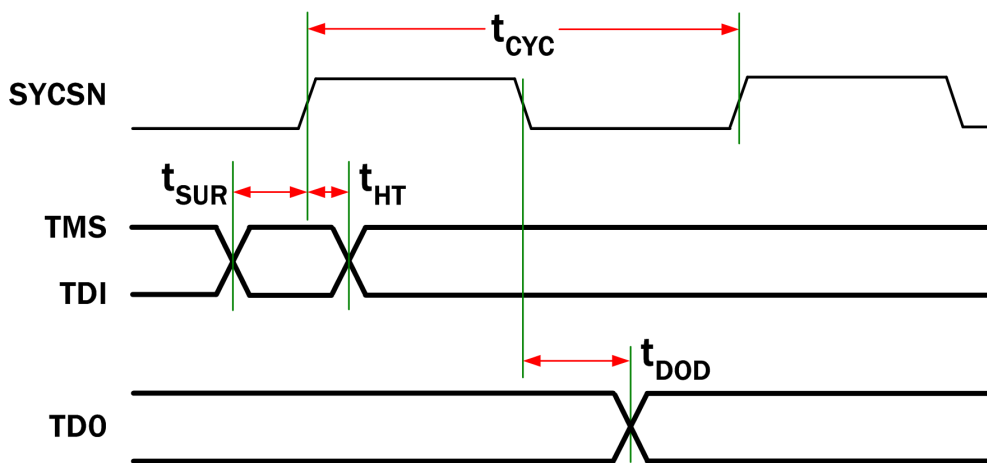 tCYC
SYCSN
tSUR
tHT
TMS
TDI
tDOD
TDO